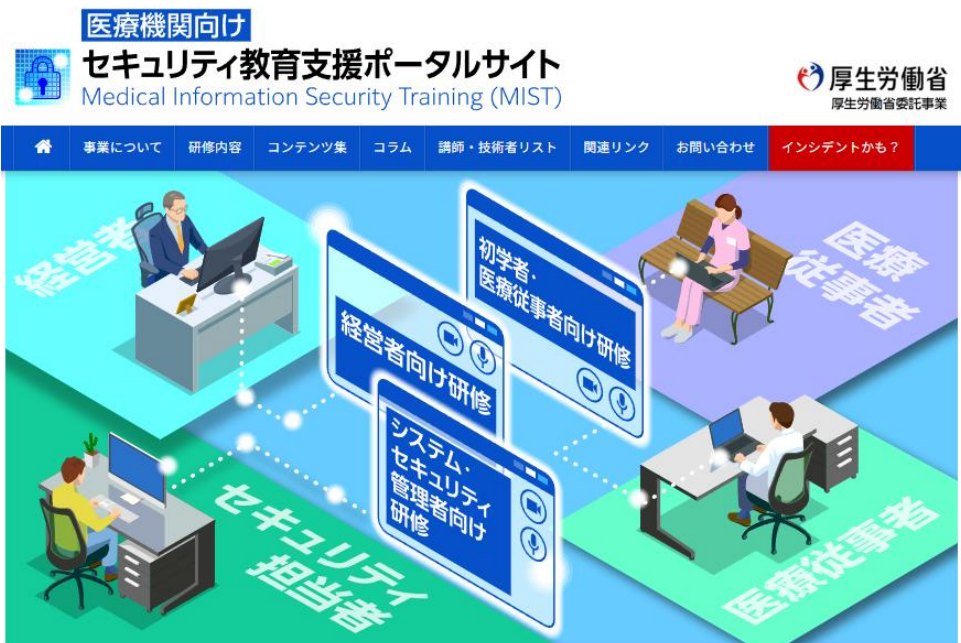 医療機関向け
セキュリティ教育支援ポータルサイト
Medical Information Security Training (MIST)
厚生労働省
厚生労働省委託事業
事業について
研修内容
コンテンツ集
コラム
講師・技術者リスト
関連リンク
お問い合わせ
インシデントかも？
経営者
医療
従事者
初学者・
医療従事者向け研修
経営者向け研修
システム・
セキュリティ
管理者向け
研修
セキュリティ
担当者
医療従事者